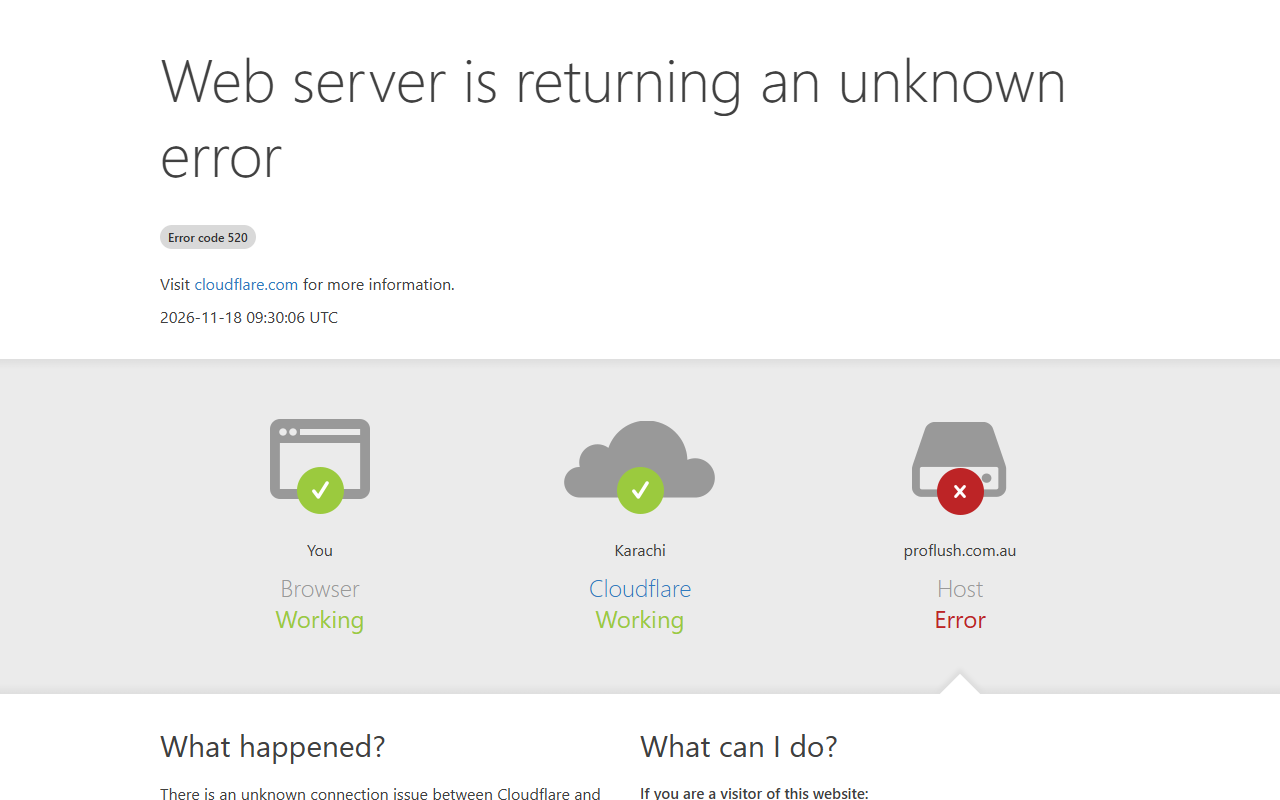 Web server is returning an unknown
error
Error code 520
Visit cloudflare.com for more information.
2026-11-18 09:30:06 UTC
You
Browser
Working
Karachi
Cloudflare
Working
proflush.com.au
Host
Error
What happened?
There is an unknown connection issue between Cloudflare and
What can I do?
If you are a visitor of this website: